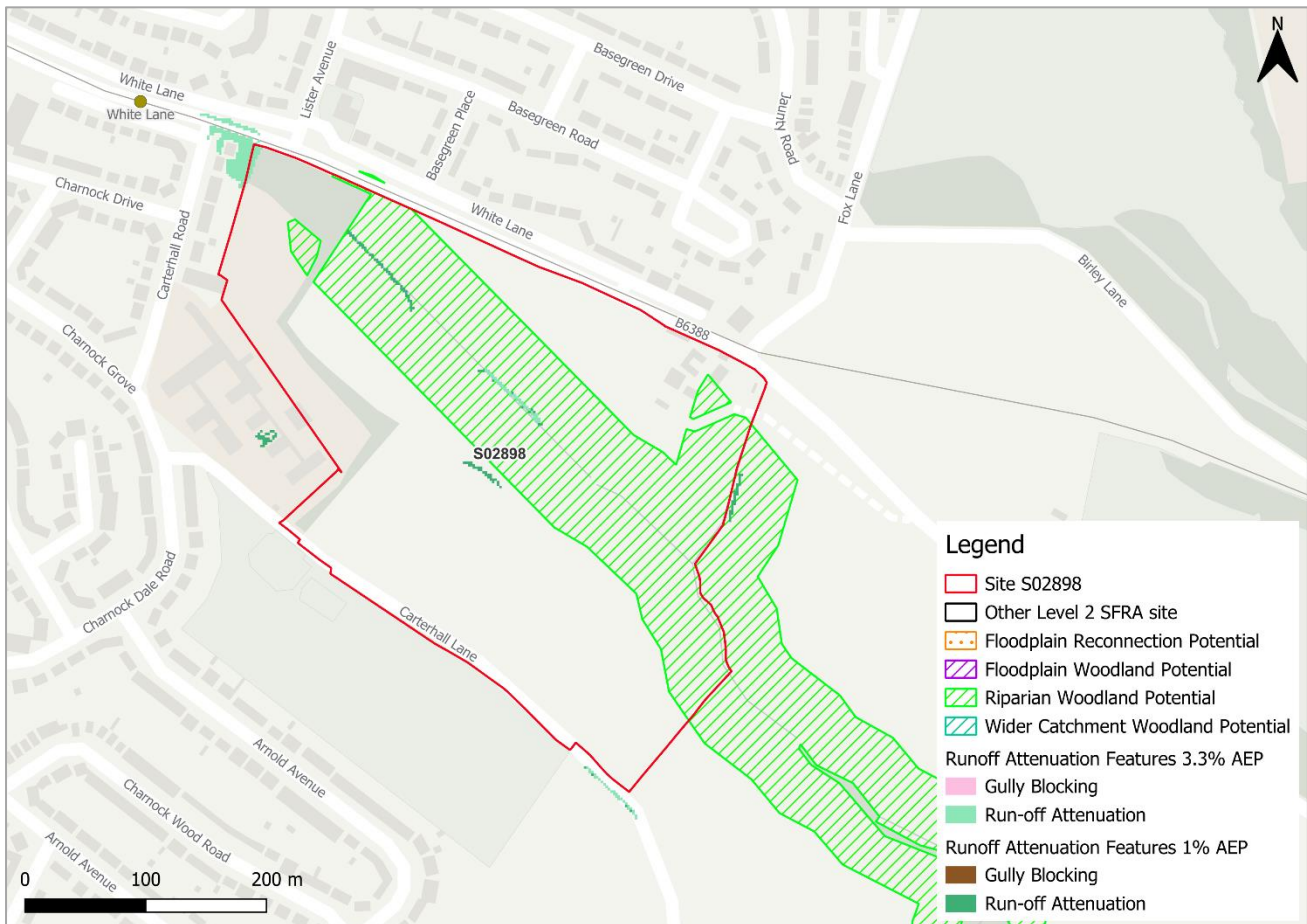 N
Basegreen Drive
Lister Avenue
White Lane
White Lane
Basegreen Place
Basegreen Road
Jaunty Road
Fox Lane
Charnock Drive
Carterhall Road
White Lane
Birley Lane
B6388
Charnock Grove
S02898
Charnock Dale Road
Carterhall Lane
Arnold Avenue
Charnock Wood Road
Arnold Avenue
Legend
Site S02898
Other Level 2 SFRA site
Floodplain Reconnection Potential
Floodplain Woodland Potential
Riparian Woodland Potential
Wider Catchment Woodland Potential
Runoff Attenuation Features 3.3% AEP
Gully Blocking
Run-off Attenuation
Runoff Attenuation Features 1% AEP
Gully Blocking
Run-off Attenuation
0 100 200 m